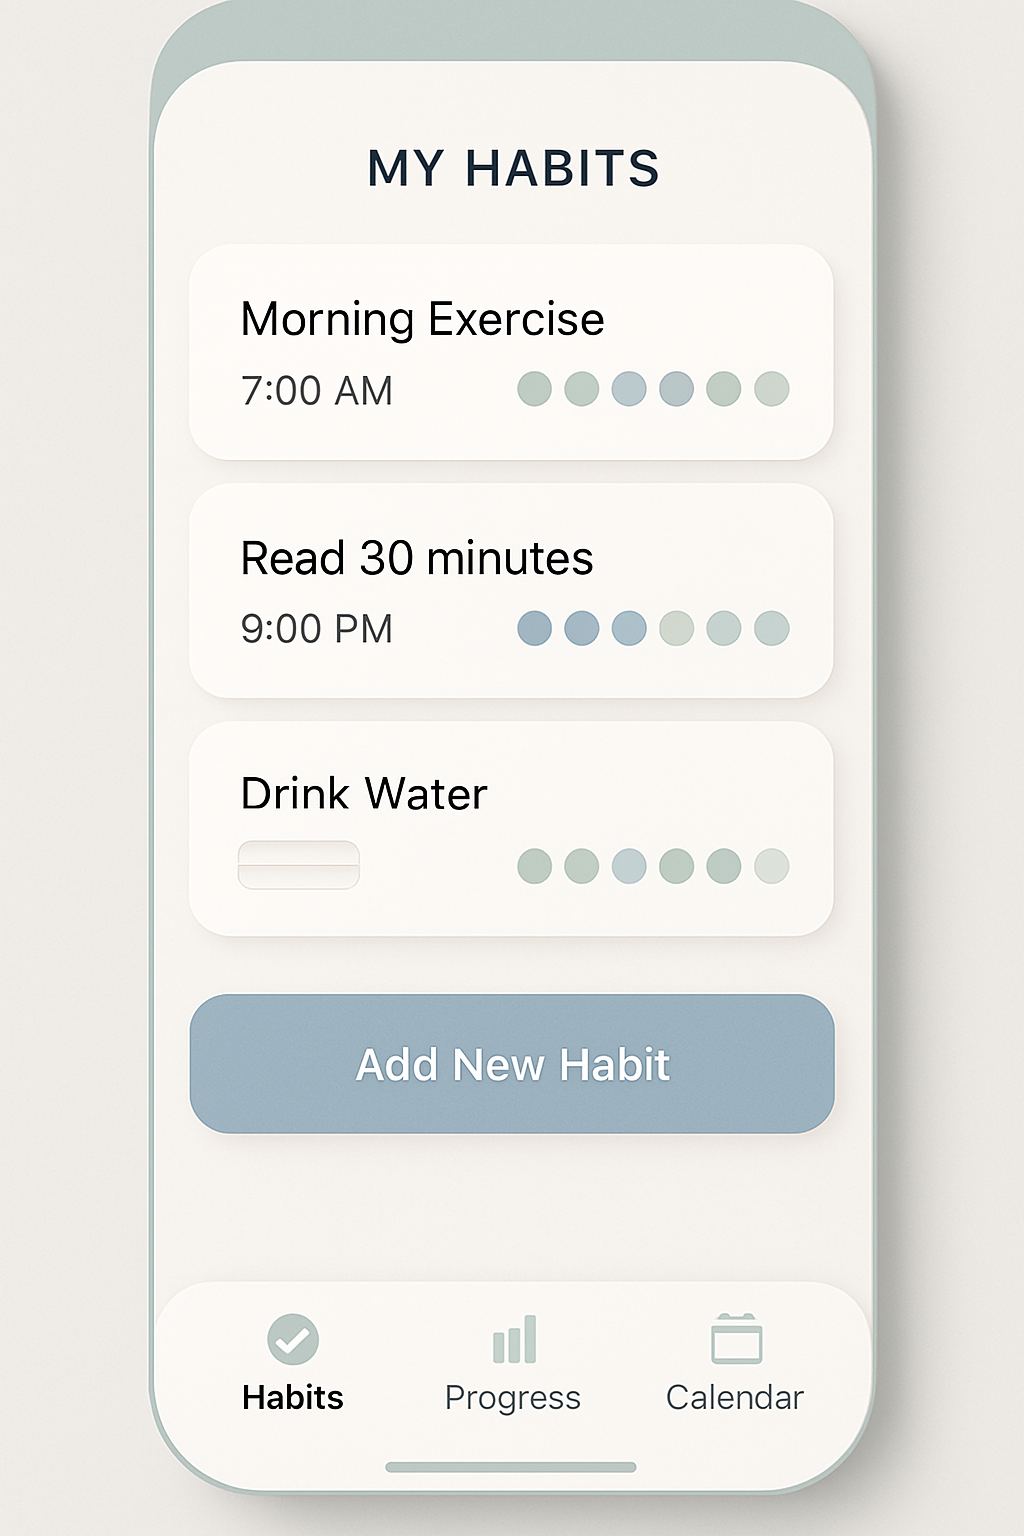 MY HABITS
Morning Exercise
7:00 AM
Read 30 minutes
9:00 PM
Drink Water
Add New Habit
Habits
Progress
Calendar